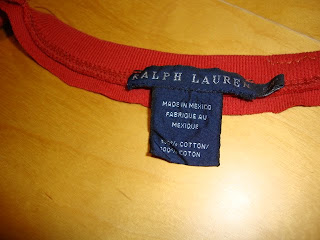 RALPH LAUREN
MADE IN MEXICO
FABRIQUE AU
MEXIQUE
100% COTTON/
100% COTON